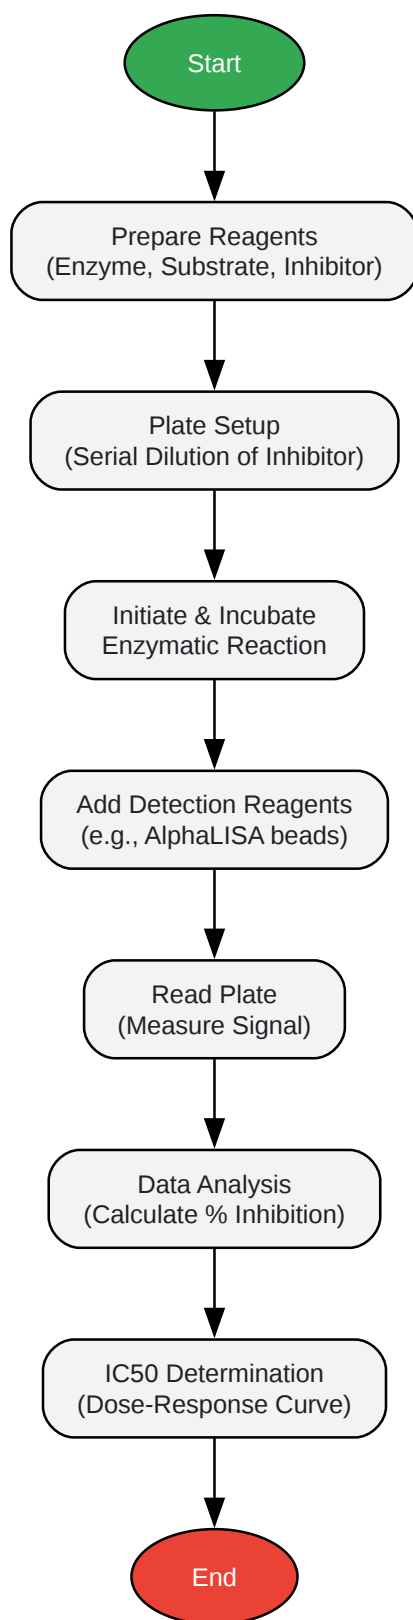 Start
Prepare Reagents
(Enzyme, Substrate, Inhibitor)
Plate Setup
(Serial Dilution of Inhibitor)
Initiate & Incubate
Enzymatic Reaction
Add Detection Reagents
(e.g., AlphaLISA beads)
Read Plate
(Measure Signal)
Data Analysis
(Calculate % Inhibition)
IC50 Determination
(Dose-Response Curve)
End